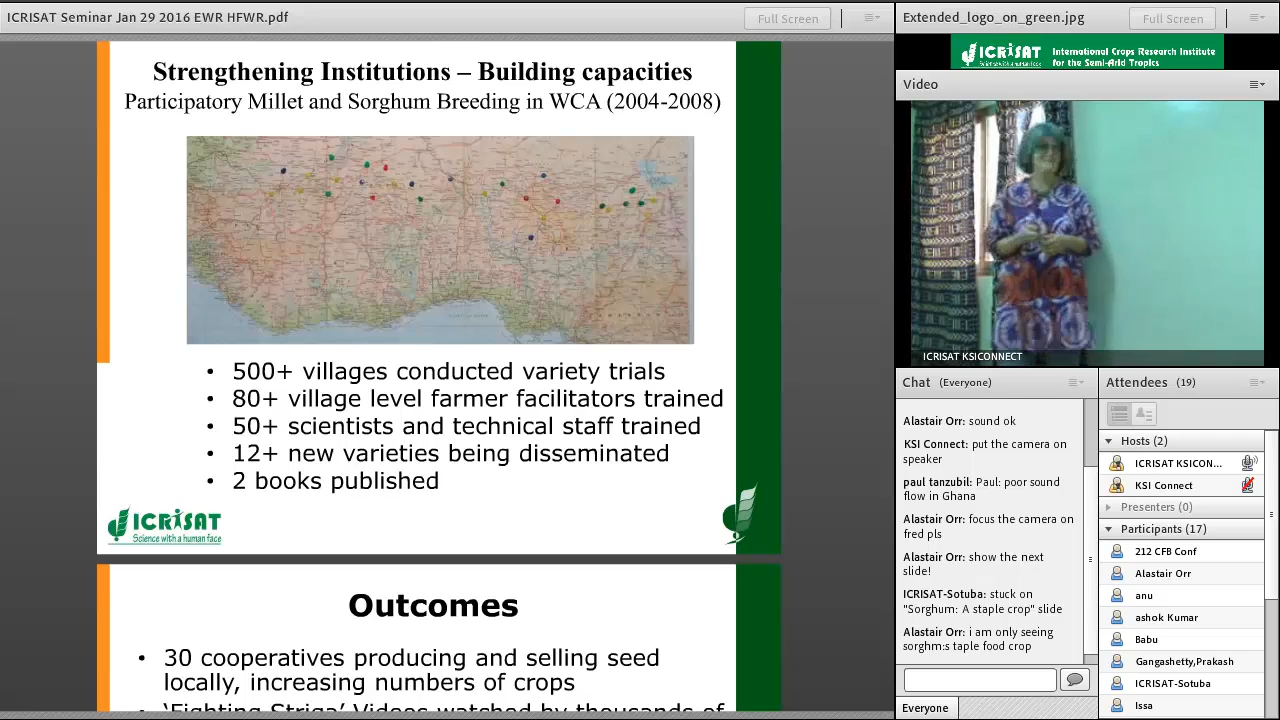 ICRISAT Seminar Jan 29 2016 EWR HFWR.pdf
Full Screen
Strengthening Institutions – Building capacities
Participatory Millet and Sorghum Breeding in WCA (2004-2008)
• 500+ villages conducted variety trials
• 80+ village level farmer facilitators trained
• 50+ scientists and technical staff trained
• 12+ new varieties being disseminated
• 2 books published
ICRISAT
Science with a human face
Outcomes
• 30 cooperatives producing and selling seed
locally, increasing numbers of crops
• ‘Fighting Striga’ Videos watched by thousands of
Extended_logo_on_green.jpg
Full Screen
ICRISAT
Science with a human face
International Crops Research Institute
for the Semi-Arid Tropics
Video
ICRISAT KSICONNECT
Chat (Everyone)
Alastair Orr: sound ok
KSI Connect: put the camera on
speaker
paul tanzubil: Paul: poor sound
flow in Ghana
Alastair Orr: focus the camera on
fred pls
Alastair Orr: show the next
slide!
ICRISAT-Sotuba: stuck on
"Sorghum: A staple crop" slide
Alastair Orr: i am only seeing
sorghm:s taple food crop
Everyone
Attendees (19)
Hosts (2)
ICRISAT KSICON...
KSI Connect
Presenters (0)
Participants (17)
212 CFB Conf
Alastair Orr
anu
ashok Kumar
Babu
Gangashetty,Prakash
ICRISAT-Sotuba
Issa